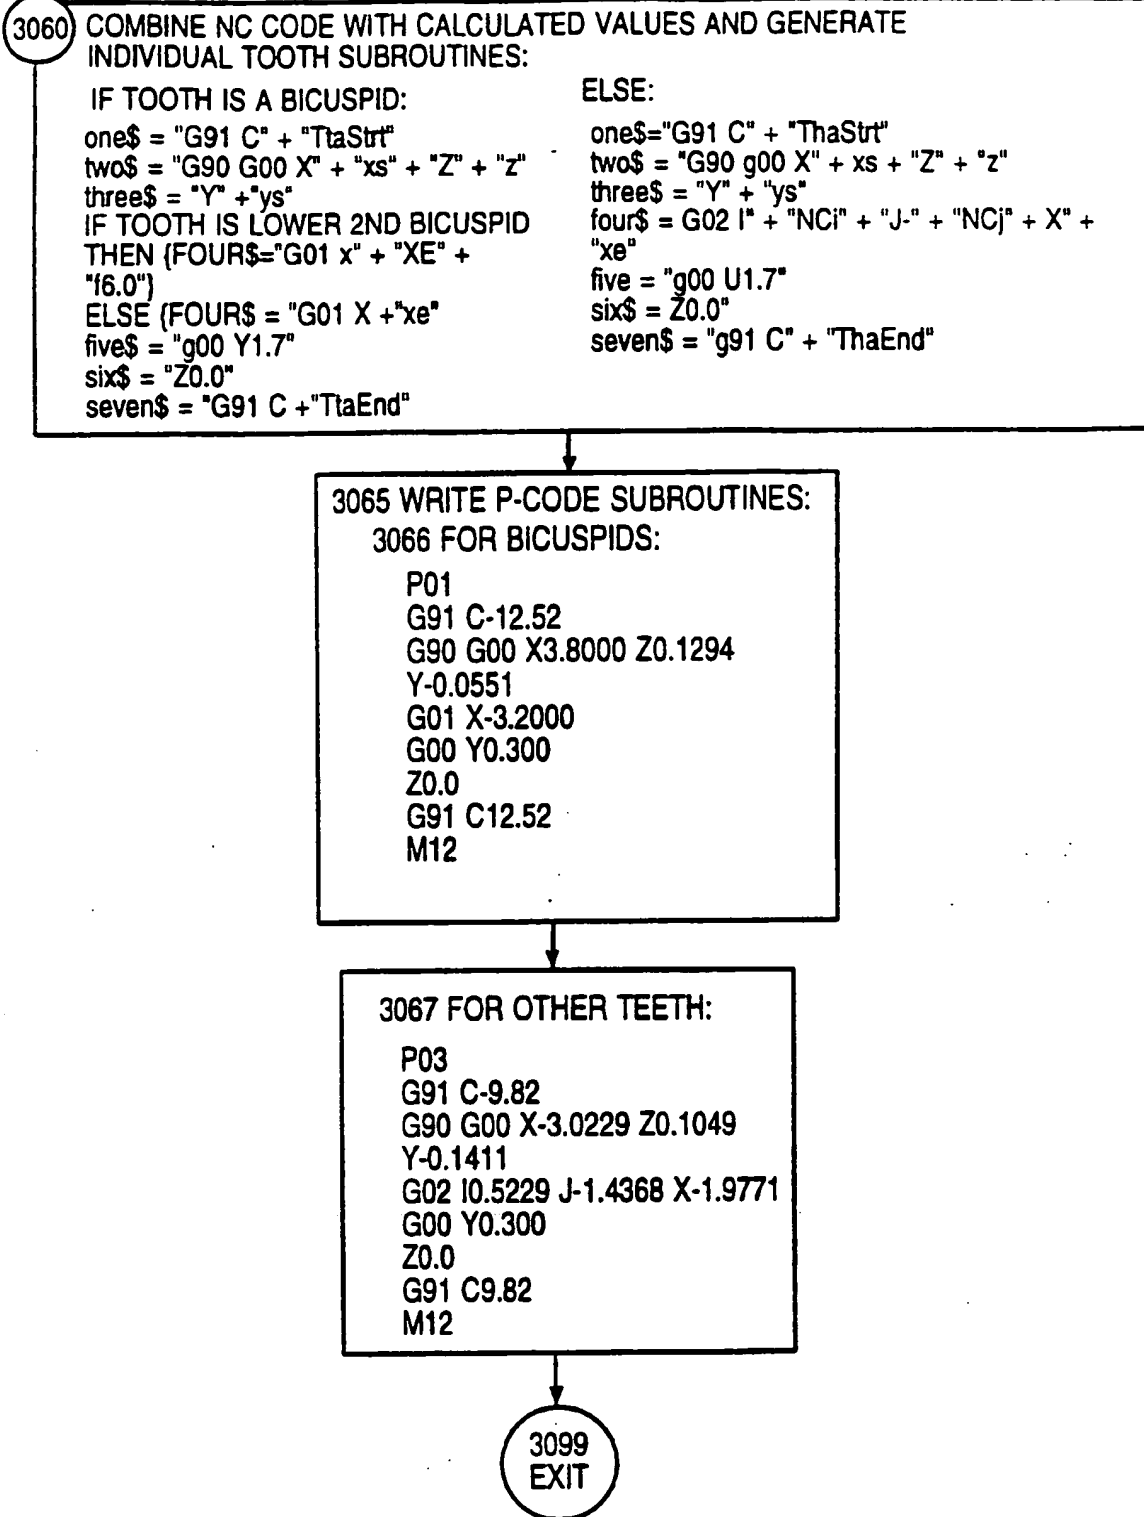 3060 COMBINE NC CODE WITH CALCULATED VALUES AND GENERATE
INDIVIDUAL TOOTH SUBROUTINES:
IF TOOTH IS A BICUSPID:
one$ = "G91 C" + "TtaStrt"
two$ = "G90 G00 X" + "xs" + "Z" + "z"
three$ = "Y" +"ys"
IF TOOTH IS LOWER 2ND BICUSPID
THEN {FOUR$="G01 x" + "XE" +
"f6.0"}
ELSE {FOUR$ = "G01 X +"xe"
five$ = "g00 Y1.7"
six$ = "Z0.0"
seven$ = "G91 C +"TtaEnd"
ELSE:
one$="G91 C" + "ThaStrt"
two$ = "G90 g00 X" + xs + "Z" + "z"
three$ = "Y" + "ys"
four$ = G02 I" + "NCi" + "J-" + "NCj" + X" +
"xe"
five = "g00 U1.7"
six$ = Z0.0"
seven$ = "g91 C" + "ThaEnd"
3065 WRITE P-CODE SUBROUTINES:
3066 FOR BICUSPIDS:
P01
G91 C-12.52
G90 G00 X3.8000 Z0.1294
Y-0.0551
G01 X-3.2000
G00 Y0.300
Z0.0
G91 C12.52
M12
3067 FOR OTHER TEETH:
P03
G91 C-9.82
G90 G00 X-3.0229 Z0.1049
Y-0.1411
G02 I0.5229 J-1.4368 X-1.9771
G00 Y0.300
Z0.0
G91 C9.82
M12
3099
EXIT